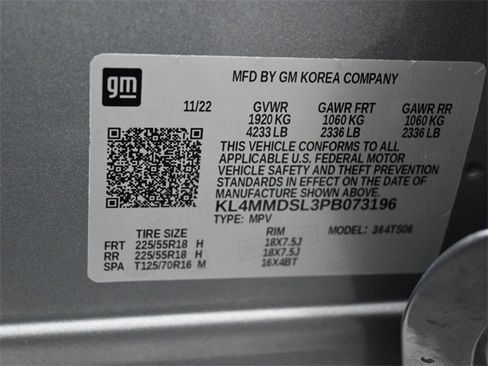 gm
MFD BY GM KOREA COMPANY
11/22 GVWR GAWR FRT GAWR RR
1920 KG 1060 KG 1060 KG
4233 LB 2336 LB 2336 LB
THIS VEHICLE CONFORMS TO ALL
APPLICABLE U.S. FEDERAL MOTOR
VEHICLE SAFETY AND THEFT PREVENTION
STANDARDS IN EFFECT ON THE DATE OF
MANUFACTURE SHOWN ABOVE.
KL4MMDSL3PB073196
TYPE: MPV MODEL: 364TS06
TIRE SIZE RIM
FRT 225/55R18 H 18X7.5J
RR 225/55R18 H 18X7.5J
SPA T125/70R16 M 16X4BT